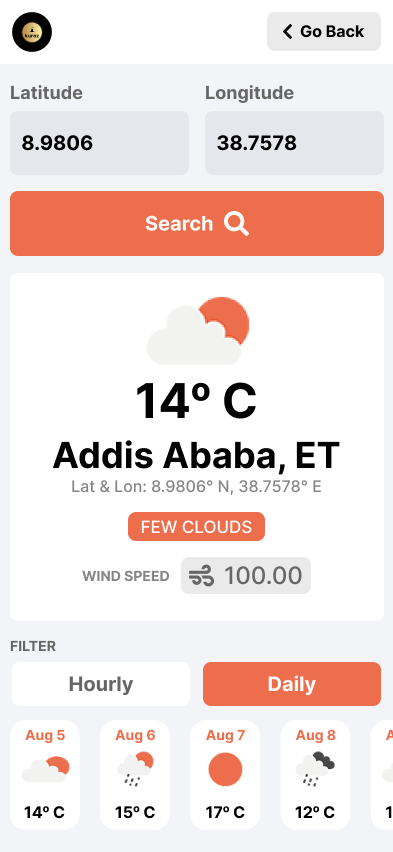 kuraz
Go Back
Latitude Longitude
8.9806 38.7578
Search
14º C
Addis Ababa, ET
Lat & Lon: 8.9806° N, 38.7578° E
FEW CLOUDS
WIND SPEED 100.00
FILTER
Hourly Daily
Aug 5 Aug 6 Aug 7 Aug 8
14º C 15º C 17º C 12º C